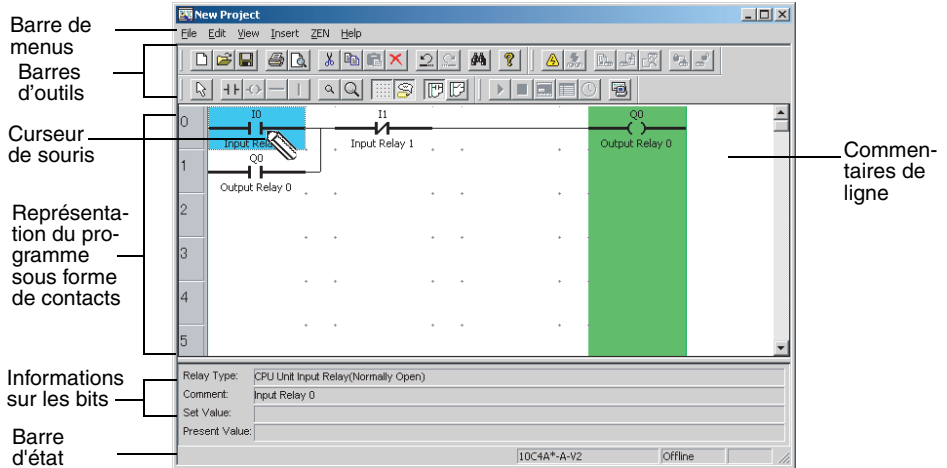 New Project
File Edit View Insert ZEN Help
Barre de
menus
Barres
d'outils
Curseur
de souris
Représenta-
tion du pro-
gramme
sous forme
de contacts
Informations
sur les bits
Barre
d'état
Commen-
taires de
ligne
0
I0
Input Rela
I1
Input Relay 1
Q0
Output Relay 0
1
Q0
Output Relay 0
2
3
4
5
Relay Type: CPU Unit Input Relay(Normally Open)
Comment: Input Relay 0
Set Value:
Present Value:
10C4A*-A-V2 Offline